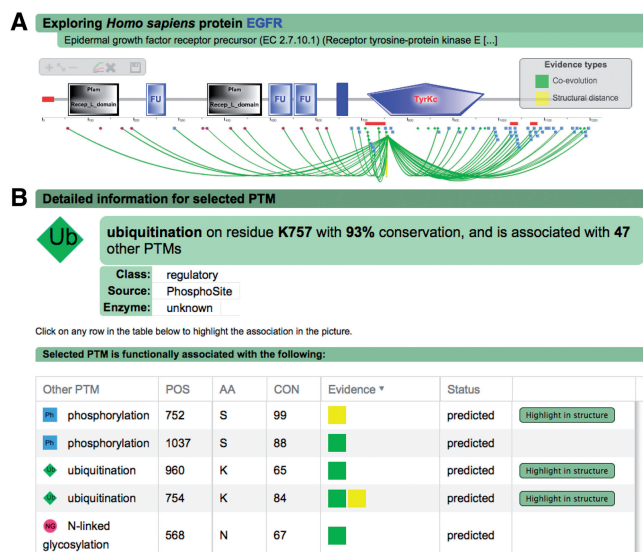 A Exploring Homo sapiens protein EGFR
Epidermal growth factor receptor precursor (EC 2.7.10.1) (Receptor tyrosine-protein kinase E [...]
Evidence types
Co-evolution
Structural distance
Pfam
Recep_L_domain
FU
Pfam
Recep_L_domain
FU
FU
TyrKc
B Detailed information for selected PTM
Ub
ubiquitination on residue K757 with 93% conservation, and is associated with 47
other PTMs
Class: regulatory
Source: PhosphoSite
Enzyme: unknown
Click on any row in the table below to highlight the association in the picture.
Selected PTM is functionally associated with the following:
Other PTM POS AA CON Evidence ▾ Status
Ph phosphorylation 752 S 99 predicted Highlight in structure
Ph phosphorylation 1037 S 88 predicted
Ub ubiquitination 960 K 65 predicted Highlight in structure
Ub ubiquitination 754 K 84 predicted Highlight in structure
NG N-linked
glycosylation 568 N 67 predicted